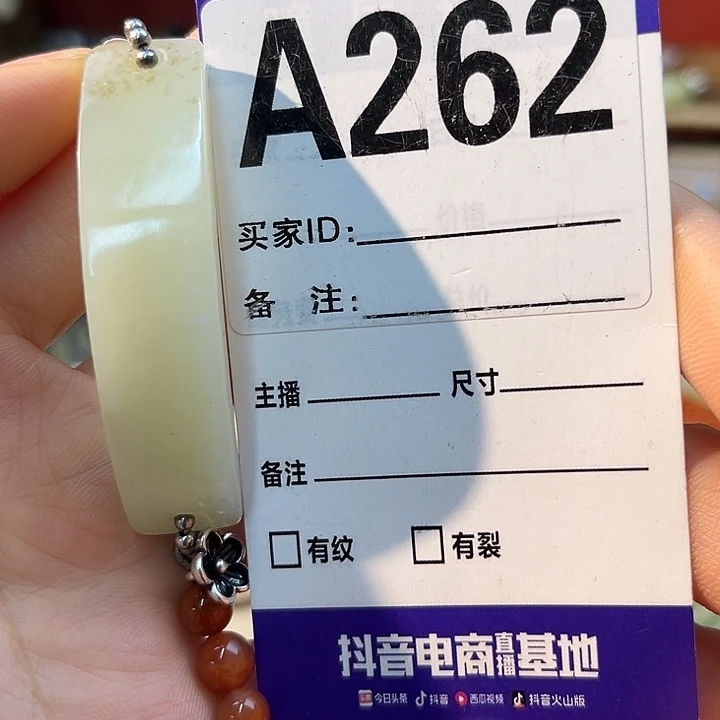 A262
买家ID:
备 注:
主播 尺寸
备注
□有纹 □有裂
抖音电商直播基地
头条 今日头条 抖音 西瓜视频 抖音火山版